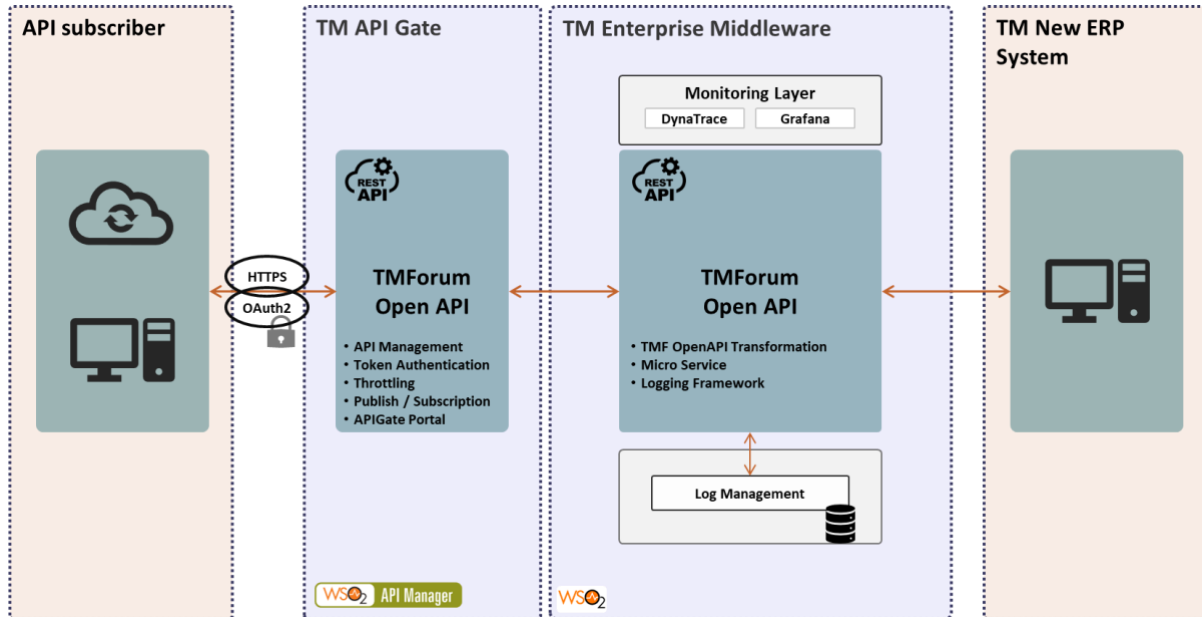 API subscriber
TM API Gate
TM Enterprise Middleware
TM New ERP
System
Monitoring Layer
DynaTrace
Grafana
REST
API
REST
API
HTTPS
OAuth2
TMForum
Open API
• API Management
• Token Authentication
• Throttling
• Publish / Subscription
• APIGate Portal
TMForum
Open API
• TMF OpenAPI Transformation
• Micro Service
• Logging Framework
Log Management
WSO2 API Manager
WSO2